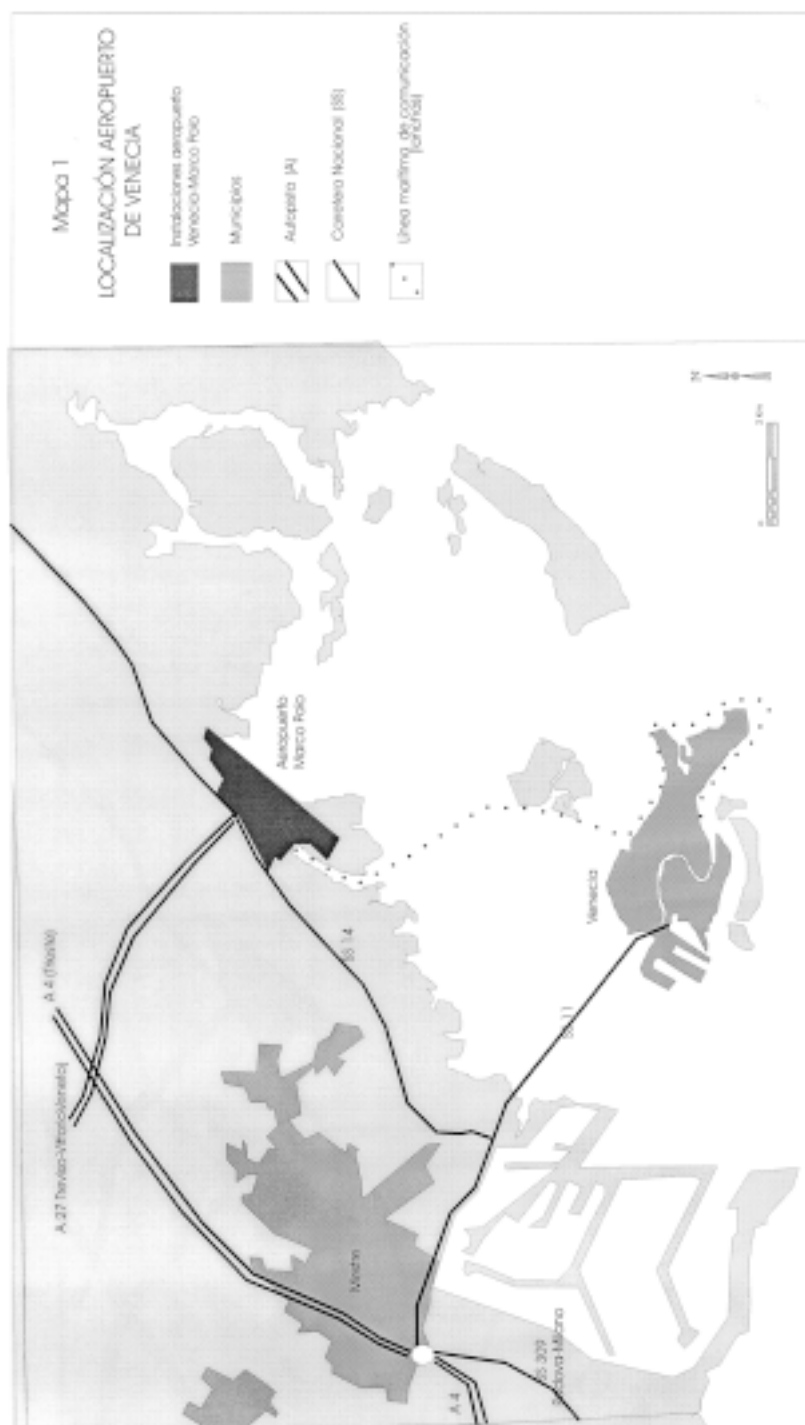 Mapa 1
LOCALIZACIÓN AEROPUERTO
DE VENECIA
Instalaciones aeropuerto
Venecia-Marco Polo
Municipios
Autopista (A)
Carretera Nacional (SS)
Línea marítima de comunicación
(lanchas)
A 27 Treviso-Vittorio Veneto)
A 4 (Trieste)
Aeropuerto
Marco Polo
SS 14
Mestre
Venecia
SS 11
A 4
SS 309
Padova-Milano
N
0